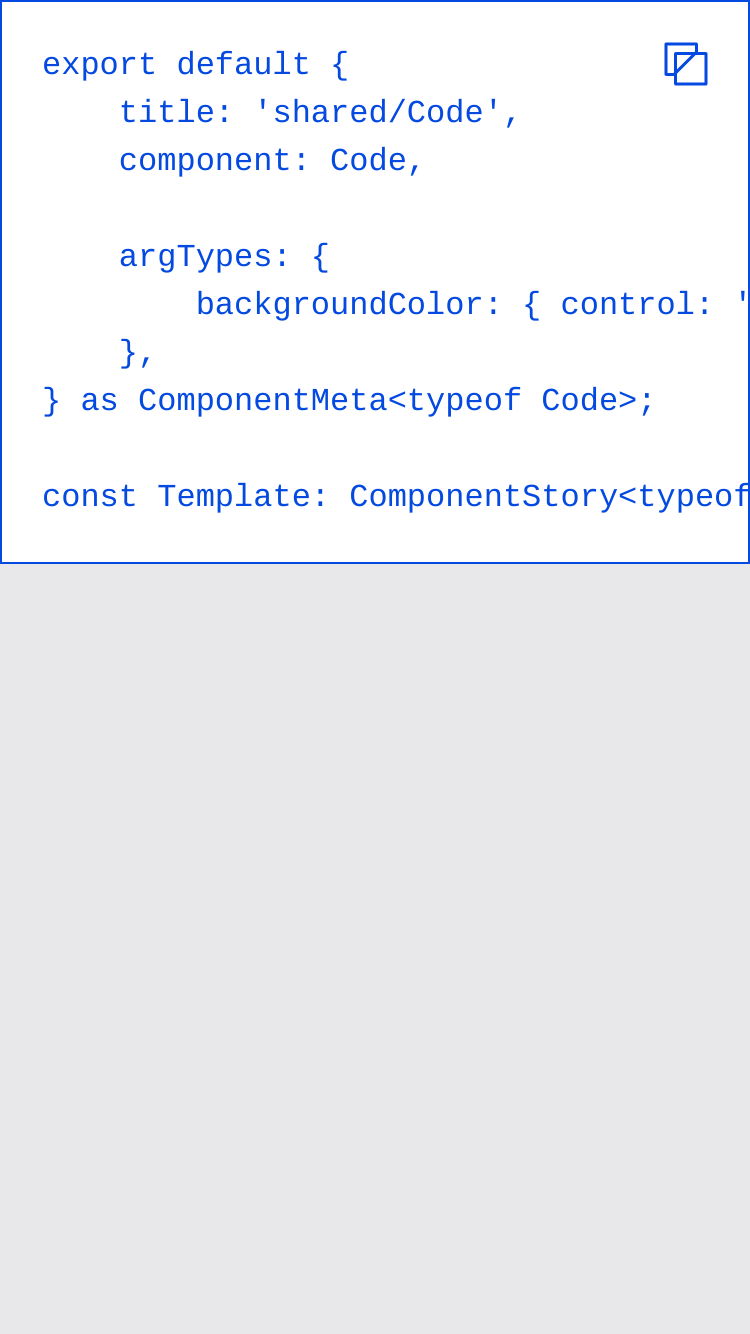 export default {
    title: 'shared/Code',
    component: Code,
    argTypes: {
        backgroundColor: { control: '
    },
} as ComponentMeta<typeof Code>;
const Template: ComponentStory<typeof